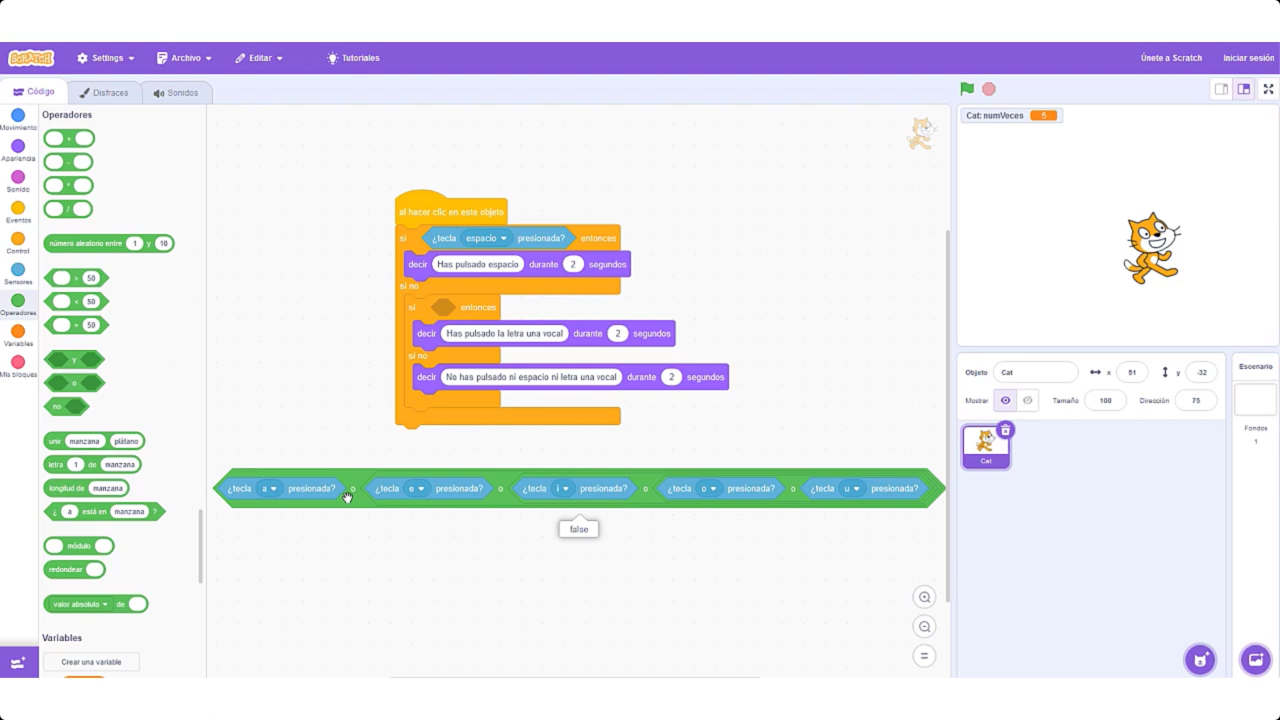 SCRATCH Settings Archivo Editar Tutoriales Únete a Scratch Iniciar sesión
Código Disfraces Sonidos
Movimiento
Apariencia
Sonido
Eventos
Control
Sensores
Operadores
Variables
Mis bloques
Operadores
+
-
*
/
número aleatorio entre 1 y 10
> 50
< 50
= 50
y
o
no
unir manzana plátano
letra 1 de manzana
longitud de manzana
¿ a está en manzana ?
módulo
redondear
valor absoluto de
Variables
Crear una variable
al hacer clic en este objeto
si ¿tecla espacio presionada? entonces
decir Has pulsado espacio durante 2 segundos
si no
si entonces
decir Has pulsado la letra una vocal durante 2 segundos
si no
decir No has pulsado ni espacio ni letra una vocal durante 2 segundos
¿tecla a presionada? o ¿tecla e presionada? o ¿tecla i presionada? o ¿tecla o presionada? o ¿tecla u presionada?
false
Cat: numVeces 5
Objeto Cat x 51 y -32
Mostrar Tamaño 100 Dirección 75
Cat
Escenario
Fondos
1